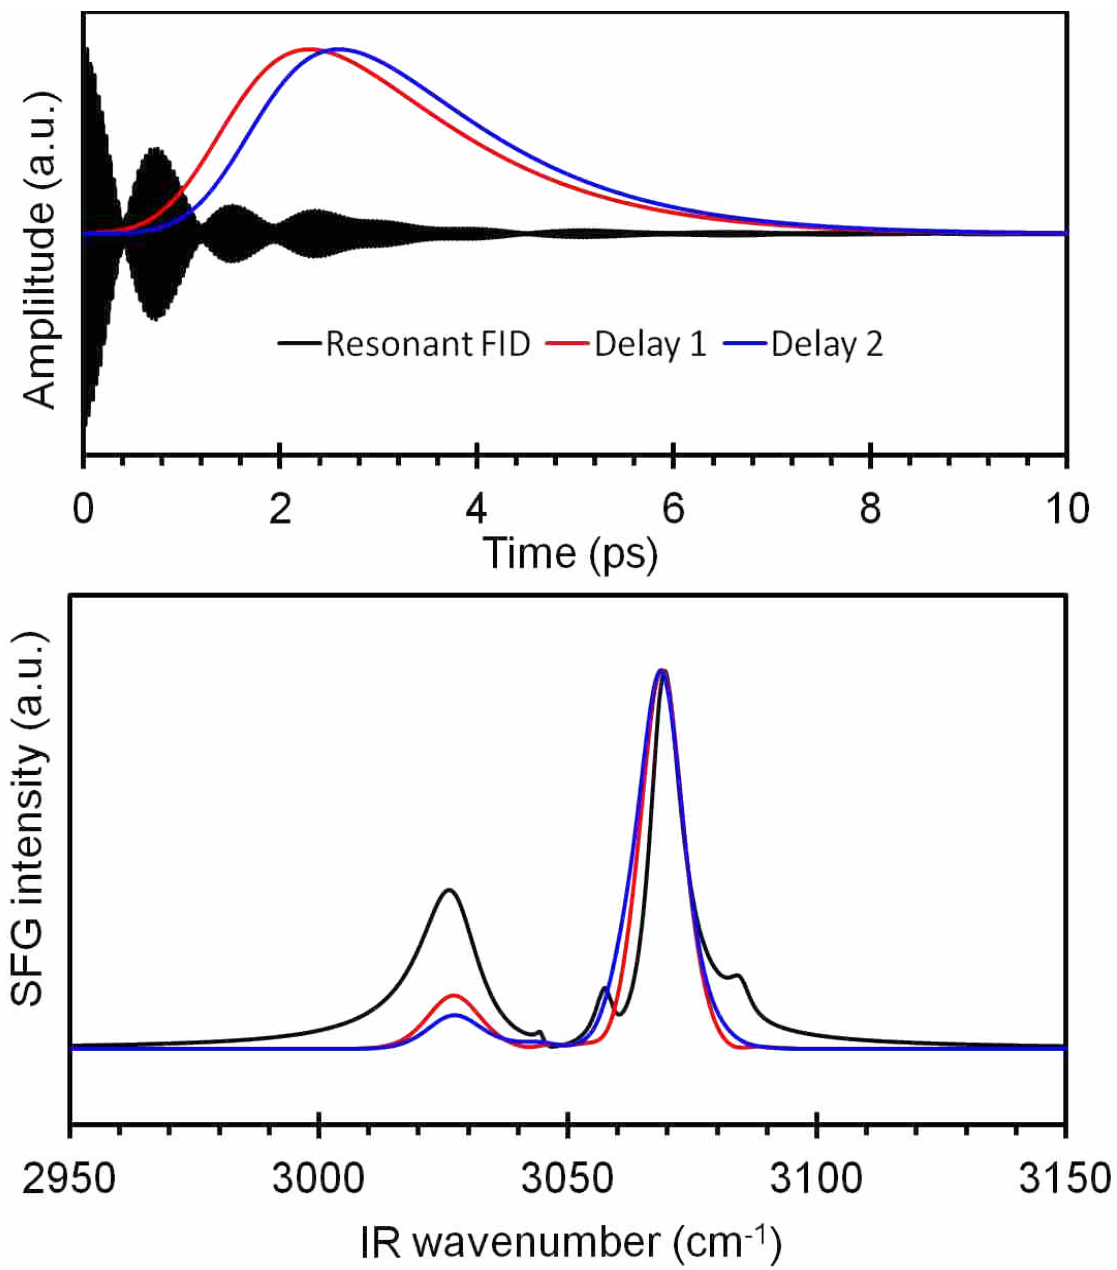 Ampliltude (a.u.)
Resonant FID Delay 1 Delay 2
0 2 4 6 8 10
Time (ps)
SFG intensity (a.u.)
2950 3000 3050 3100 3150
IR wavenumber (cm-1)